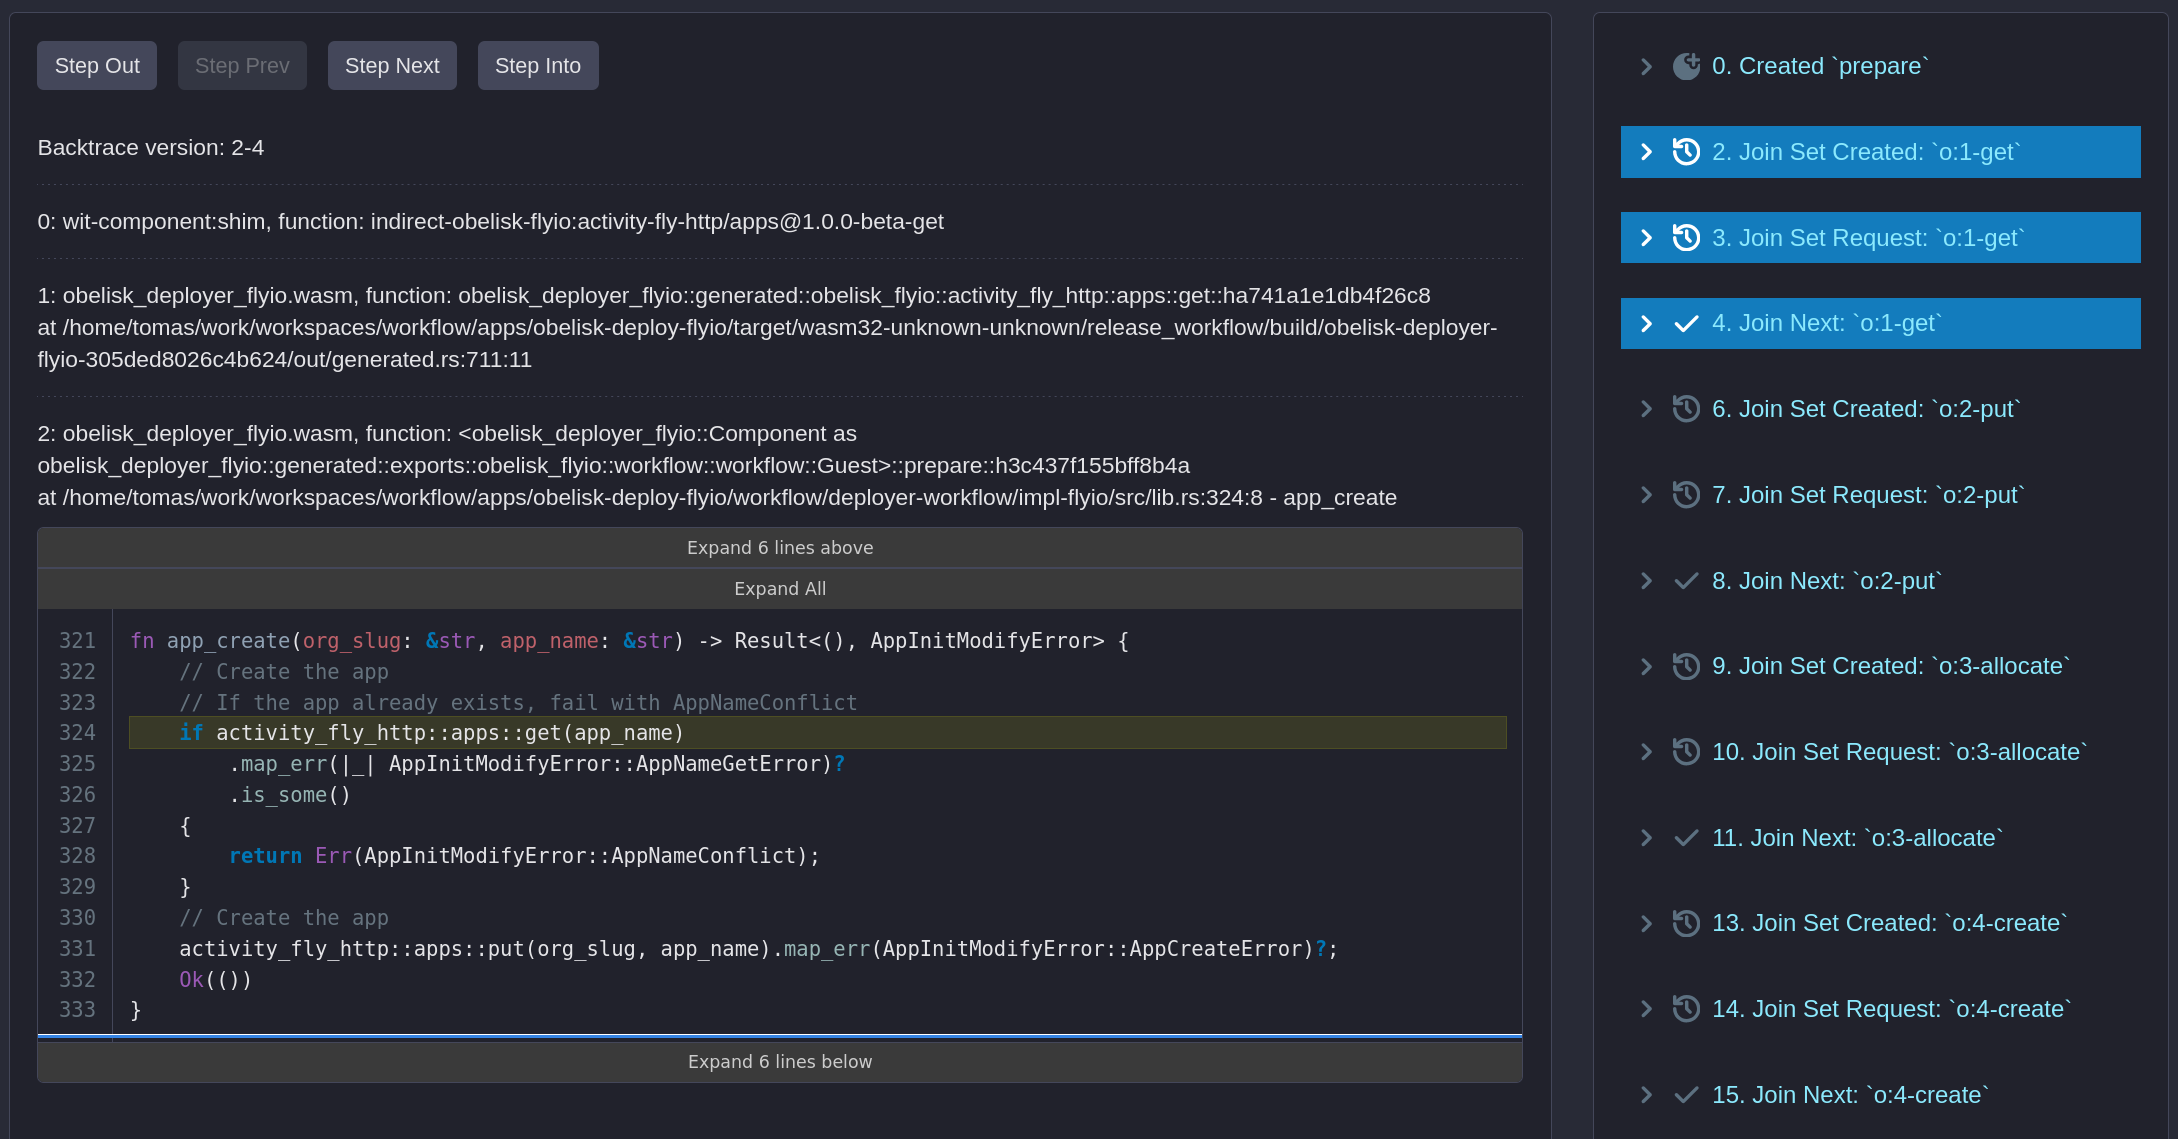 Step Out Step Prev Step Next Step Into
Backtrace version: 2-4
0: wit-component:shim, function: indirect-obelisk-flyio:activity-fly-http/apps@1.0.0-beta-get
1: obelisk_deployer_flyio.wasm, function: obelisk_deployer_flyio::generated::obelisk_flyio::activity_fly_http::apps::get::ha741a1e1db4f26c8
at /home/tomas/work/workspaces/workflow/apps/obelisk-deploy-flyio/target/wasm32-unknown-unknown/release_workflow/build/obelisk-deployer-
flyio-305ded8026c4b624/out/generated.rs:711:11
2: obelisk_deployer_flyio.wasm, function: <obelisk_deployer_flyio::Component as
obelisk_deployer_flyio::generated::exports::obelisk_flyio::workflow::workflow::Guest>::prepare::h3c437f155bff8b4a
at /home/tomas/work/workspaces/workflow/apps/obelisk-deploy-flyio/workflow/deployer-workflow/impl-flyio/src/lib.rs:324:8 - app_create
Expand 6 lines above
Expand All
321 fn app_create(org_slug: &str, app_name: &str) -> Result<(), AppInitModifyError> {
322     // Create the app
323     // If the app already exists, fail with AppNameConflict
324     if activity_fly_http::apps::get(app_name)
325         .map_err(|_| AppInitModifyError::AppNameGetError)?
326         .is_some()
327     {
328         return Err(AppInitModifyError::AppNameConflict);
329     }
330     // Create the app
331     activity_fly_http::apps::put(org_slug, app_name).map_err(AppInitModifyError::AppCreateError)?;
332     Ok(())
333 }
Expand 6 lines below
0. Created `prepare`
2. Join Set Created: `o:1-get`
3. Join Set Request: `o:1-get`
4. Join Next: `o:1-get`
6. Join Set Created: `o:2-put`
7. Join Set Request: `o:2-put`
8. Join Next: `o:2-put`
9. Join Set Created: `o:3-allocate`
10. Join Set Request: `o:3-allocate`
11. Join Next: `o:3-allocate`
13. Join Set Created: `o:4-create`
14. Join Set Request: `o:4-create`
15. Join Next: `o:4-create`